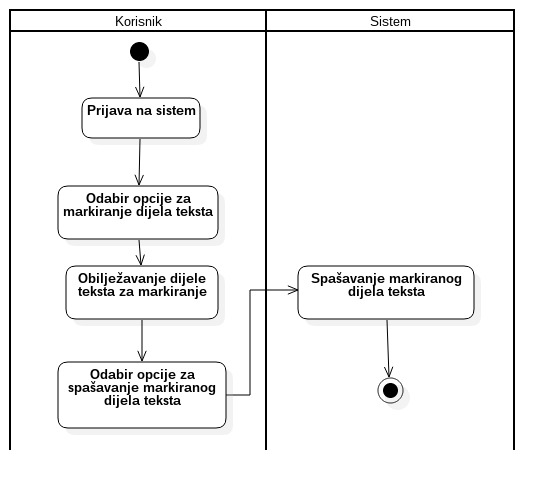 Korisnik
Sistem
Prijava na sistem
Odabir opcije za
markiranje dijela teksta
Obilježavanje dijele
teksta za markiranje
Odabir opcije za
spašavanje markiranog
dijela teksta
Spašavanje markiranog
dijela teksta